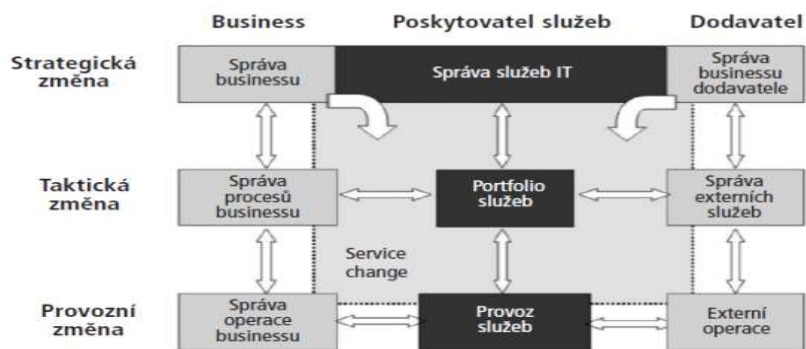 Business Poskytovatel služeb Dodavatel
Strategická
změna
Správa
businessu
Správa služeb IT
Správa
businessu
dodavatele
Taktická
změna
Správa
procesů
businessu
Portfolio
služeb
Správa
externích
služeb
Service
change
Provozní
změna
Správa
operace
businessu
Provoz
služeb
Externí
operace